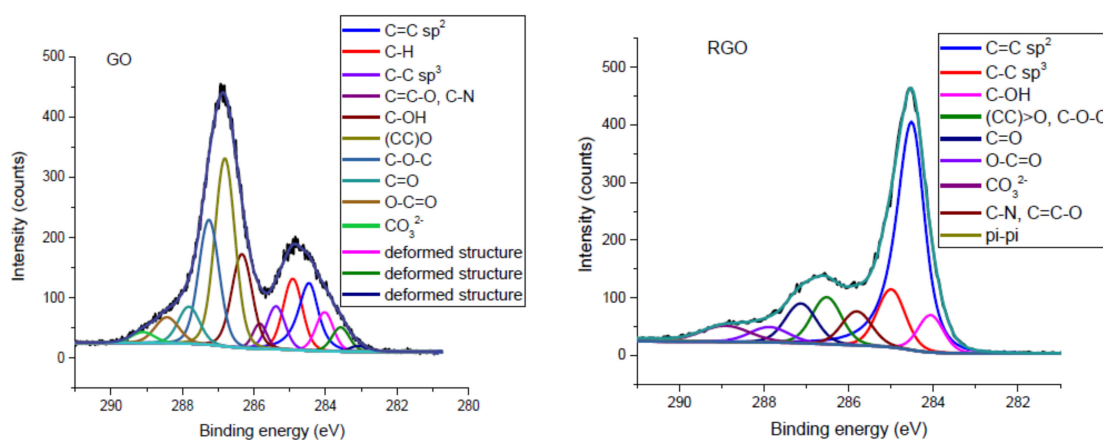 GO
C=C sp²
C-H
C-C sp³
C=C-O, C-N
C-OH
(CC)O
C-O-C
C=O
O-C=O
CO₃²⁻
deformed structure
deformed structure
deformed structure
500
400
300
200
100
0
290 288 286 284 282 280
Intensity (counts)
Binding energy (eV)
RGO
C=C sp²
C-C sp³
C-OH
(CC)>O, C-O-C
C=O
O-C=O
CO₃²⁻
C-N, C=C-O
pi-pi
500
400
300
200
100
0
290 288 286 284 282
Intensity (counts)
Binding energy (eV)